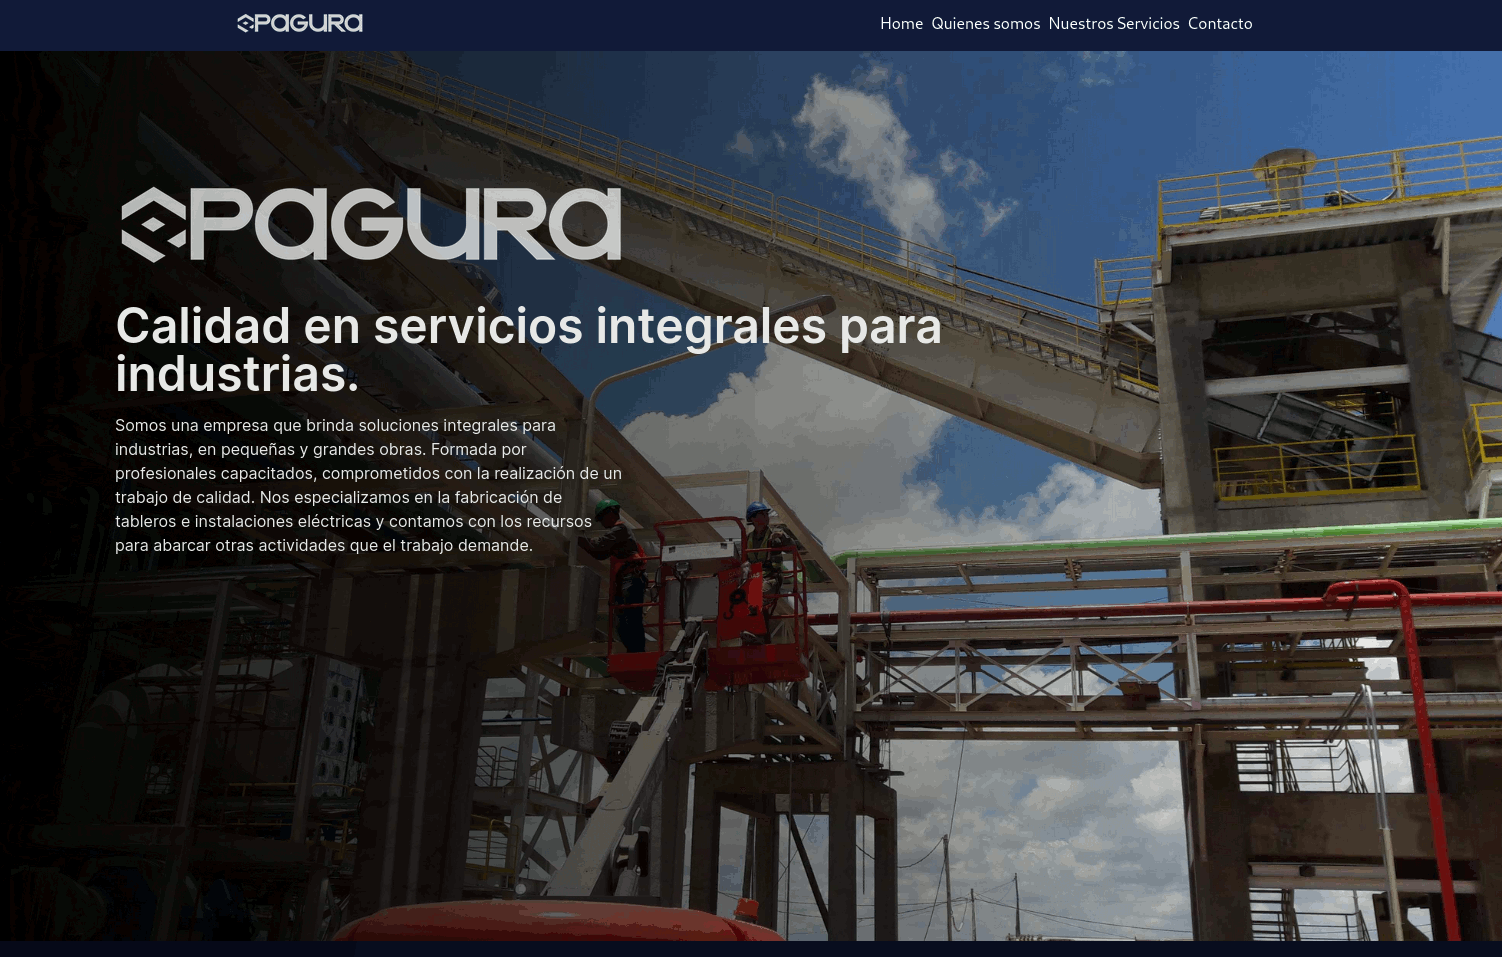 PAGURA
Home Quienes somos Nuestros Servicios Contacto
PAGURA
Calidad en servicios integrales para
industrias.
Somos una empresa que brinda soluciones integrales para
industrias, en pequeñas y grandes obras. Formada por
profesionales capacitados, comprometidos con la realización de un
trabajo de calidad. Nos especializamos en la fabricación de
tableros e instalaciones eléctricas y contamos con los recursos
para abarcar otras actividades que el trabajo demande.